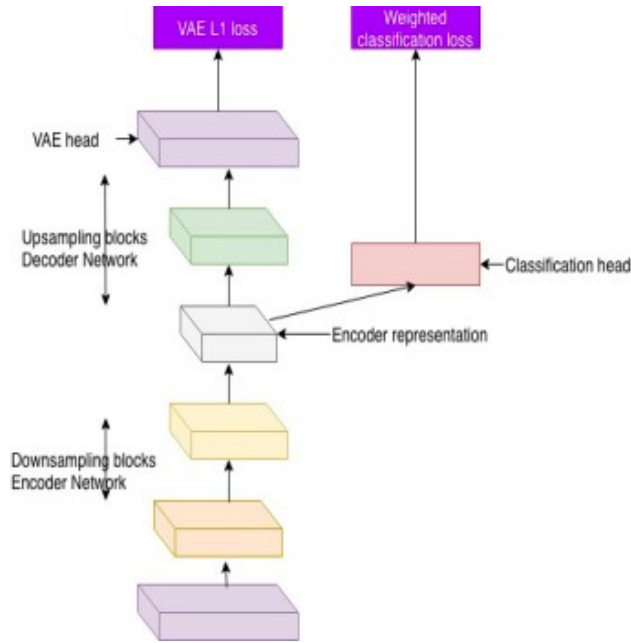 VAE L1 loss
Weighted
classification loss
VAE head
Upsampling blocks
Decoder Network
Classification head
Encoder representation
Downsampling blocks
Encoder Network